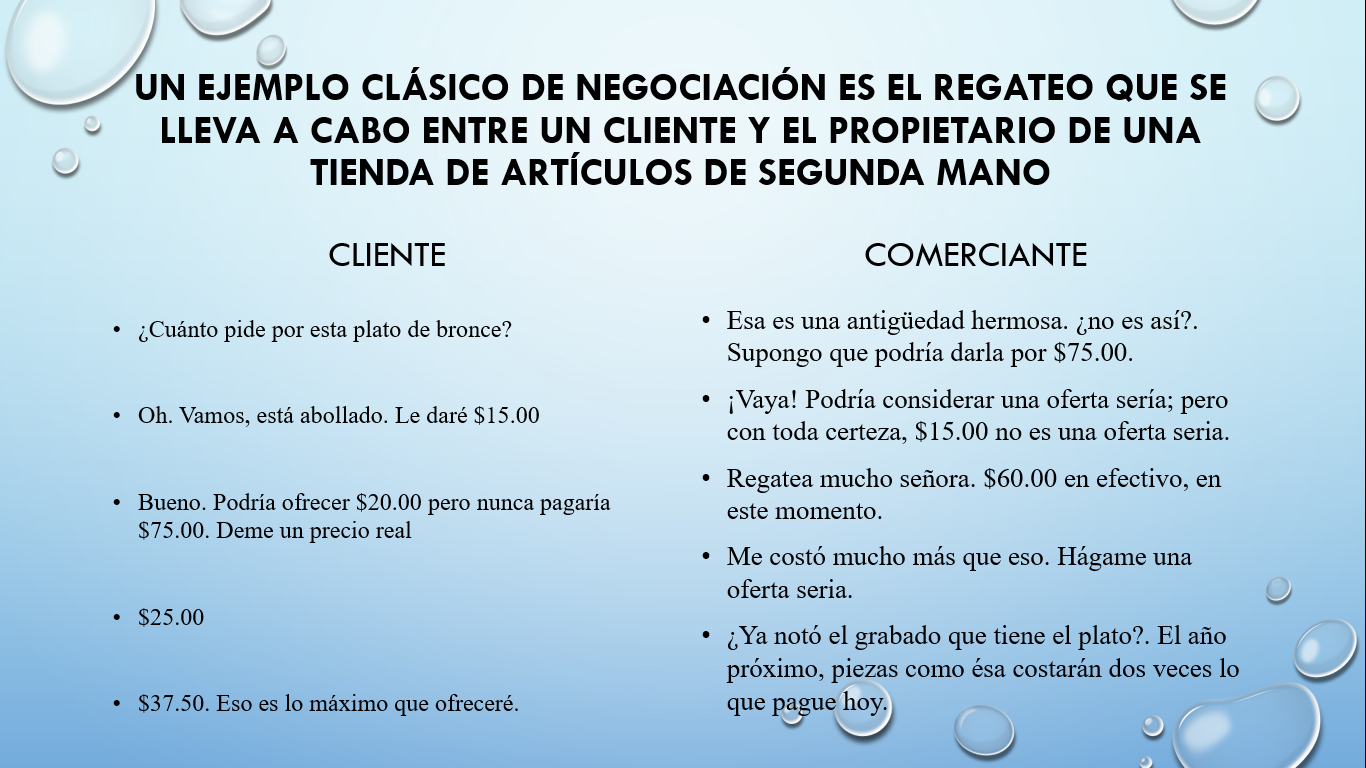 UN EJEMPLO CLÁSICO DE NEGOCIACIÓN ES EL REGATEO QUE SE
LLEVA A CABO ENTRE UN CLIENTE Y EL PROPIETARIO DE UNA
TIENDA DE ARTÍCULOS DE SEGUNDA MANO
CLIENTE
• ¿Cuánto pide por esta plato de bronce?
• Oh. Vamos, está abollado. Le daré $15.00
• Bueno. Podría ofrecer $20.00 pero nunca pagaría
$75.00. Deme un precio real
• $25.00
• $37.50. Eso es lo máximo que ofreceré.
COMERCIANTE
• Esa es una antigüedad hermosa. ¿no es así?.
Supongo que podría darla por $75.00.
• ¡Vaya! Podría considerar una oferta sería; pero
con toda certeza, $15.00 no es una oferta seria.
• Regatea mucho señora. $60.00 en efectivo, en
este momento.
• Me costó mucho más que eso. Hágame una
oferta seria.
• ¿Ya notó el grabado que tiene el plato?. El año
próximo, piezas como ésa costarán dos veces lo
que pague hoy.